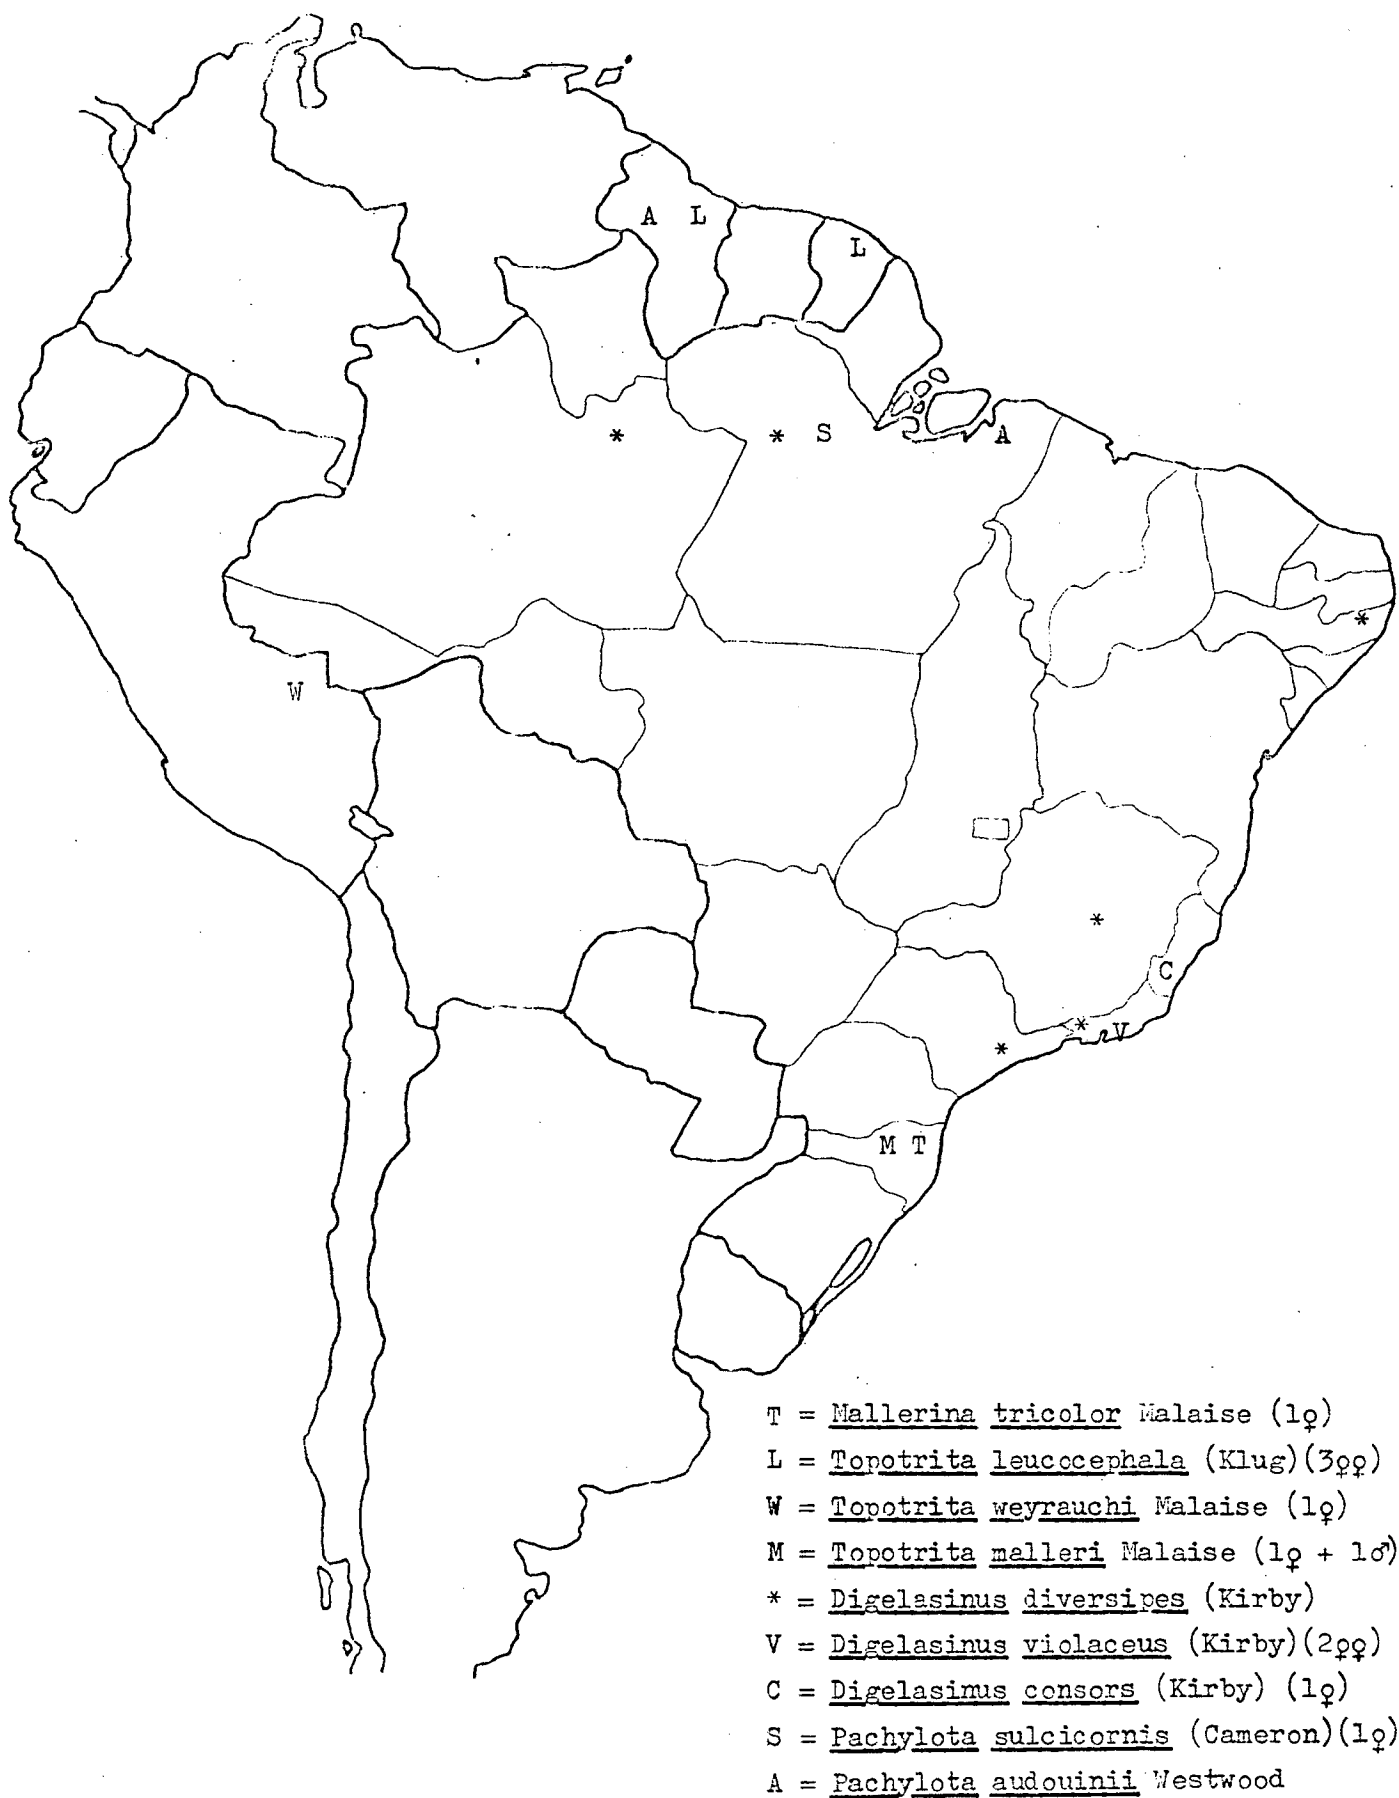 A L
L
* * S
A
*
W
*
C
* V
*
M T
T = Mallerina tricolor Malaise (1♀)
L = Topotrita leucocephala (Klug)(3♀♀)
W = Topotrita weyrauchi Malaise (1♀)
M = Topotrita malleri Malaise (1♀ + 1♂)
* = Digelasinus diversipes (Kirby)
V = Digelasinus violaceus (Kirby)(2♀♀)
C = Digelasinus consors (Kirby) (1♀)
S = Pachylota sulcicornis (Cameron)(1♀)
A = Pachylota audouinii Westwood